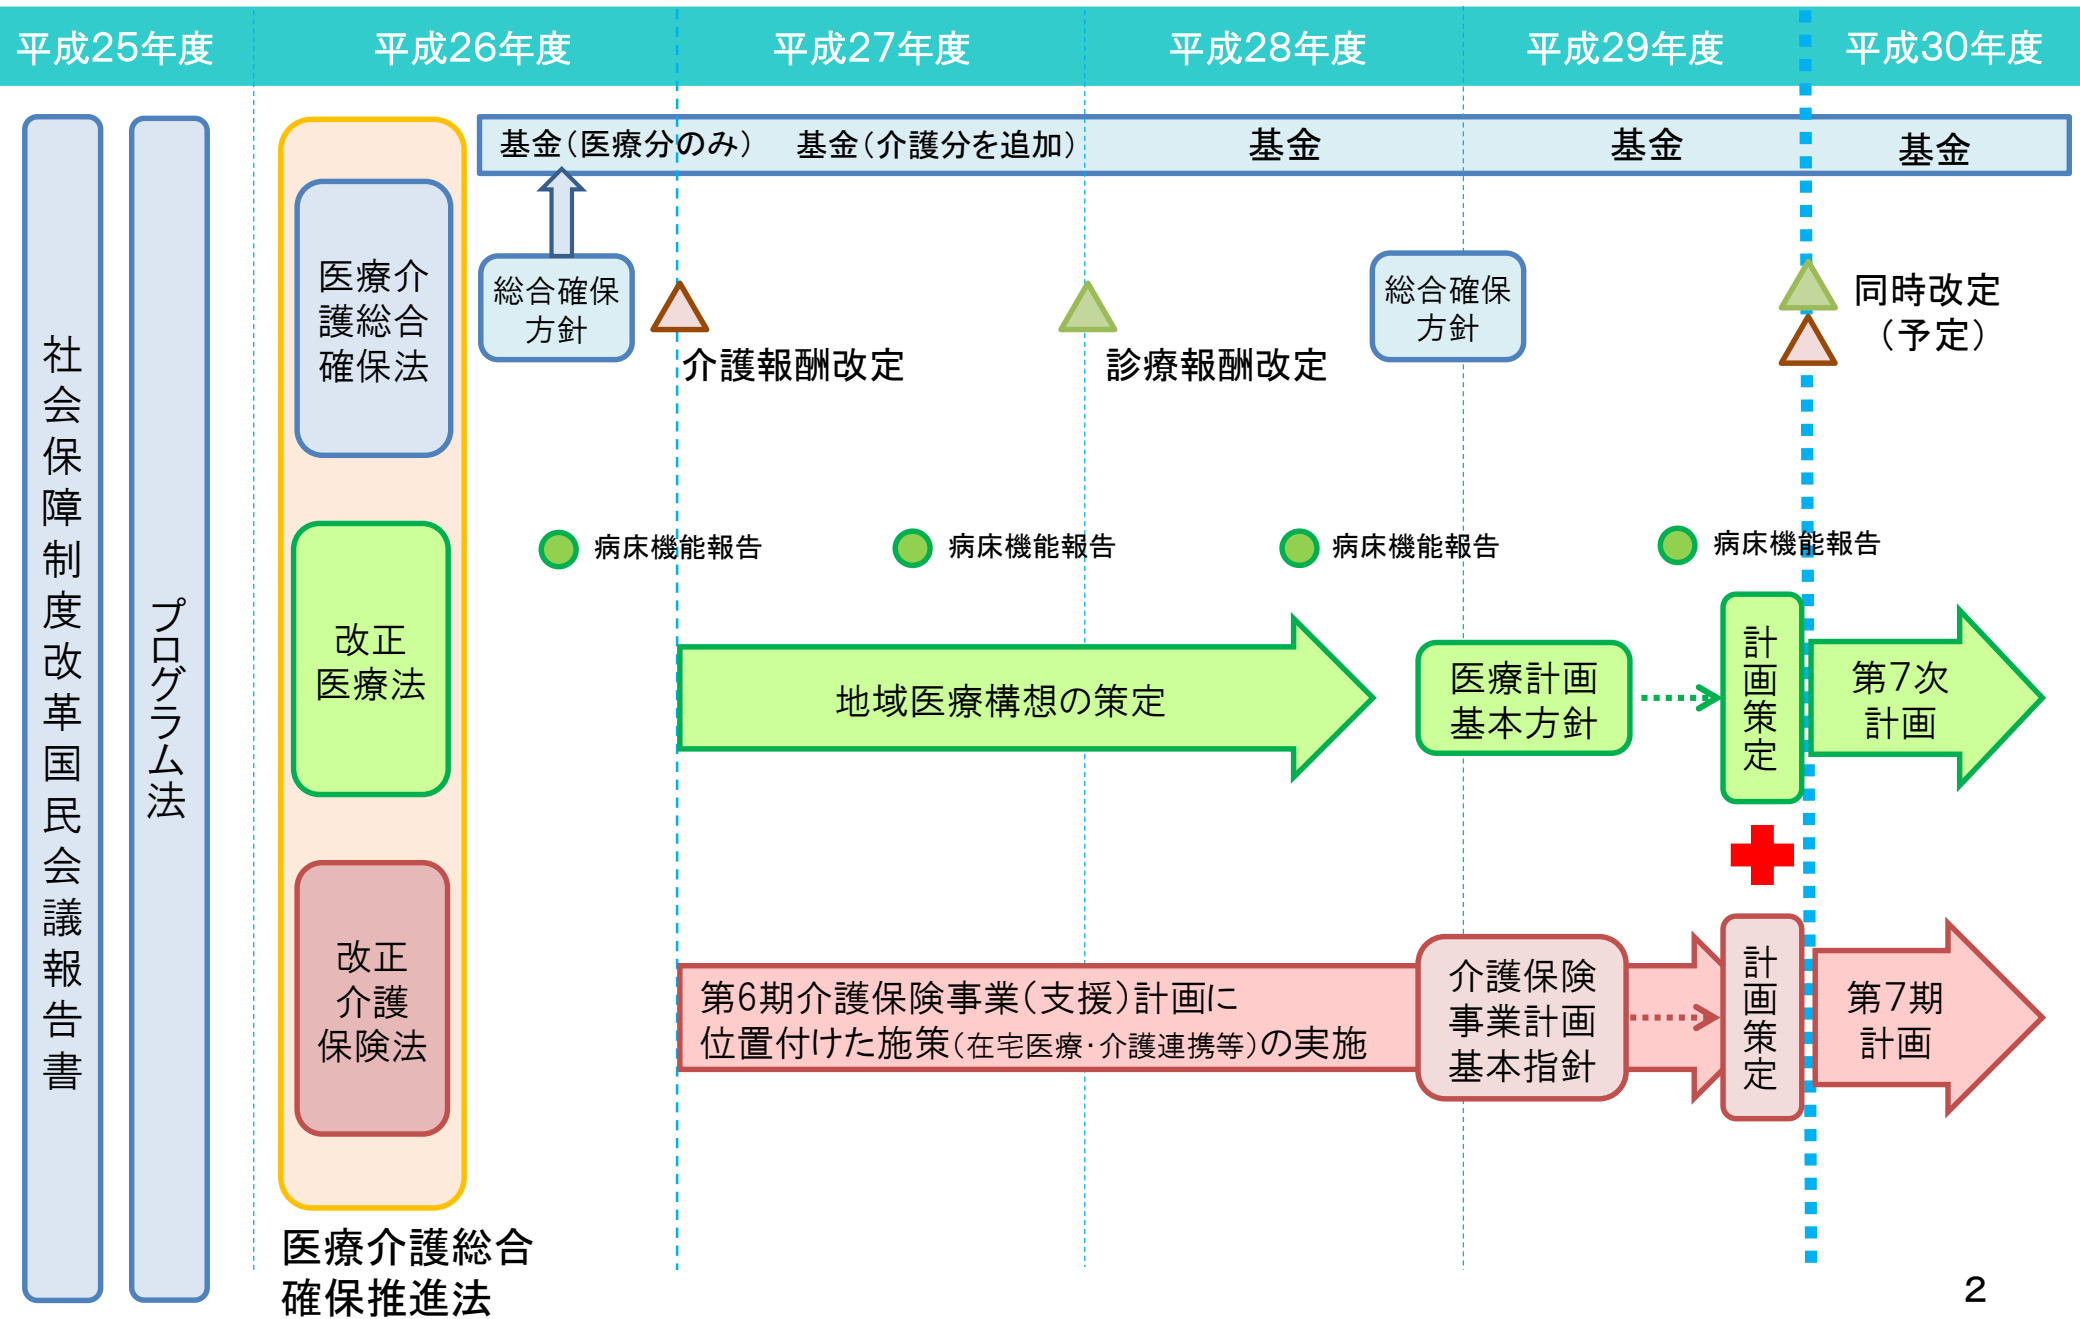 平成25年度
平成26年度
平成27年度
平成28年度
平成29年度
平成30年度
社会保障制度改革国民会議報告書
プログラム法
医療介
護総合
確保法
改正
医療法
改正
介護
保険法
医療介護総合
確保推進法
基金（医療分のみ）
基金（介護分を追加）
基金
基金
基金
総合確保
方針
介護報酬改定
診療報酬改定
総合確保
方針
同時改定
（予定）
病床機能報告
病床機能報告
病床機能報告
病床機能報告
地域医療構想の策定
医療計画
基本方針
計画策定
第7次
計画
第6期介護保険事業（支援）計画に
位置付けた施策（在宅医療・介護連携等）の実施
介護保険
事業計画
基本指針
計画策定
第7期
計画
2